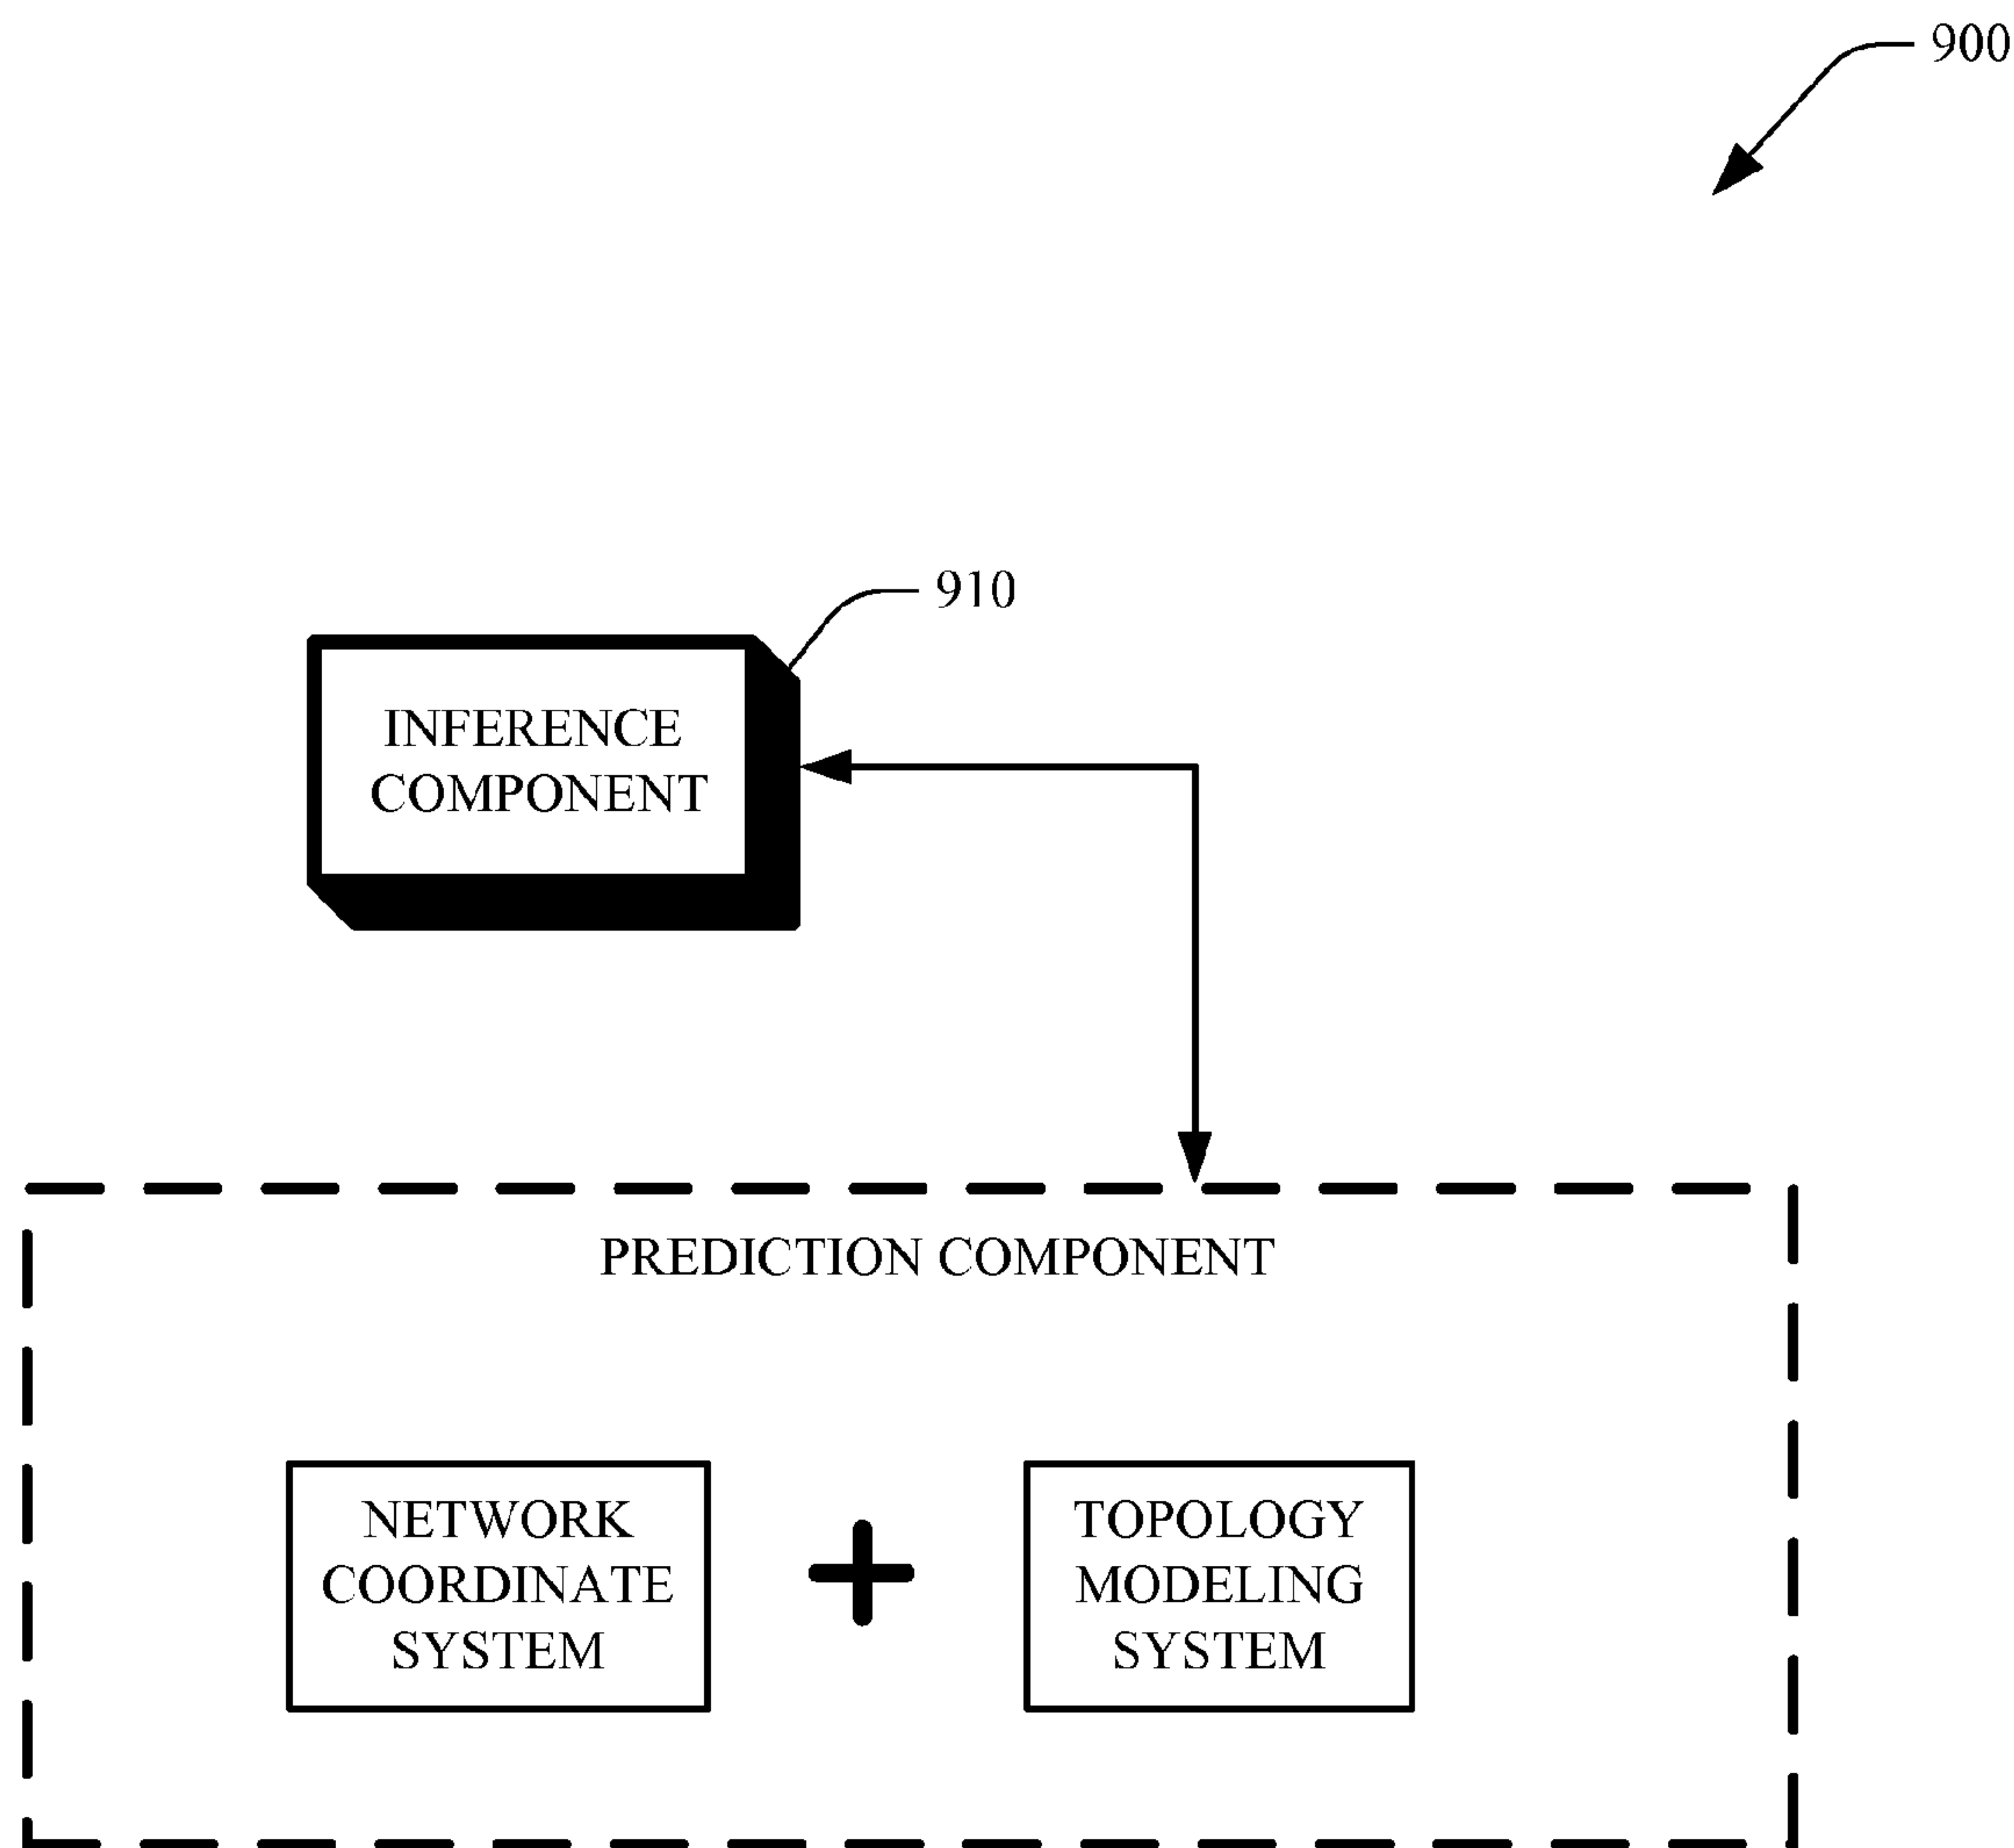 900
910
INFERENCE
COMPONENT
PREDICTION COMPONENT
NETWORK
COORDINATE
SYSTEM
TOPOLOGY
MODELING
SYSTEM